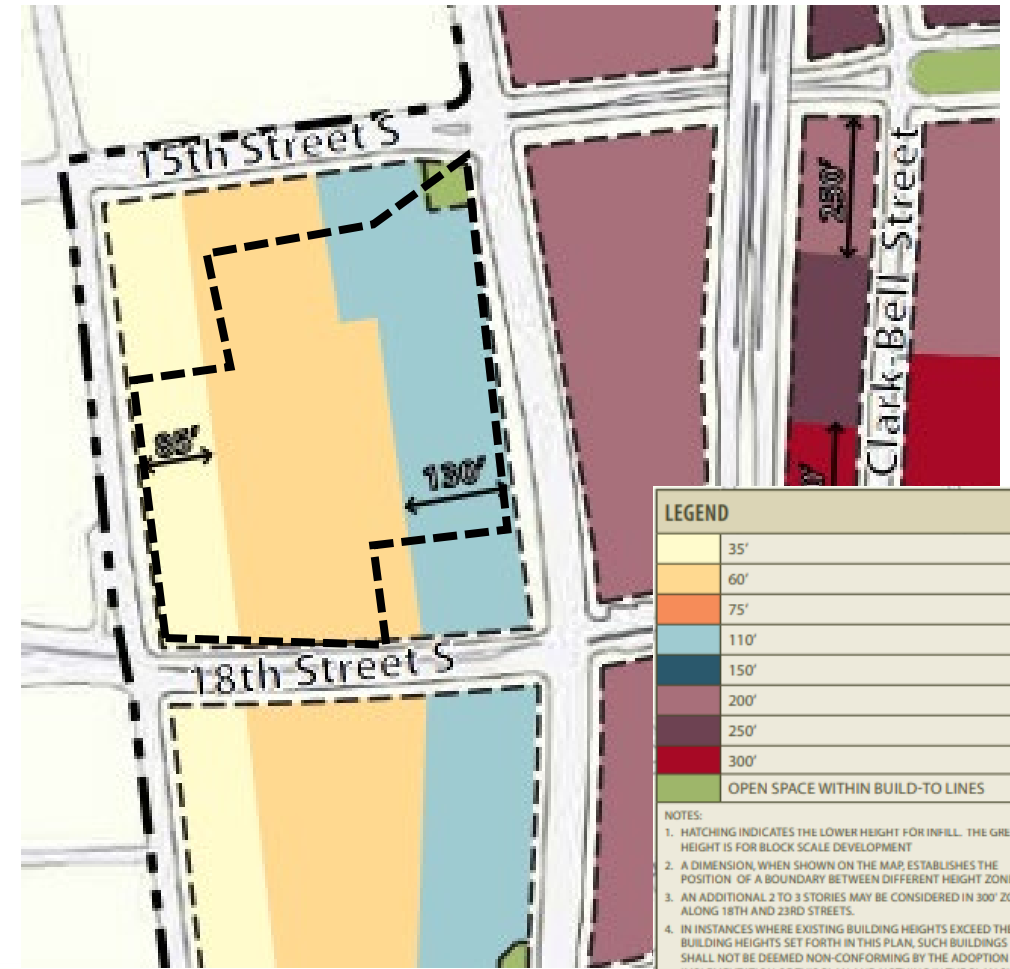 15th Street S
250'
Clark-Bell Street
85'
130'
18th Street S
LEGEND
35'
60'
75'
110'
150'
200'
250'
300'
OPEN SPACE WITHIN BUILD-TO LINES
NOTES:
1. HATCHING INDICATES THE LOWER HEIGHT FOR INFILL. THE GRE
HEIGHT IS FOR BLOCK SCALE DEVELOPMENT
2. A DIMENSION, WHEN SHOWN ON THE MAP, ESTABLISHES THE
POSITION OF A BOUNDARY BETWEEN DIFFERENT HEIGHT ZON
3. AN ADDITIONAL 2 TO 3 STORIES MAY BE CONSIDERED IN 300' ZO
ALONG 18TH AND 23RD STREETS.
4. IN INSTANCES WHERE EXISTING BUILDING HEIGHTS EXCEED THE
BUILDING HEIGHTS SET FORTH IN THIS PLAN, SUCH BUILDINGS
SHALL NOT BE DEEMED NON-CONFORMING BY THE ADOPTION